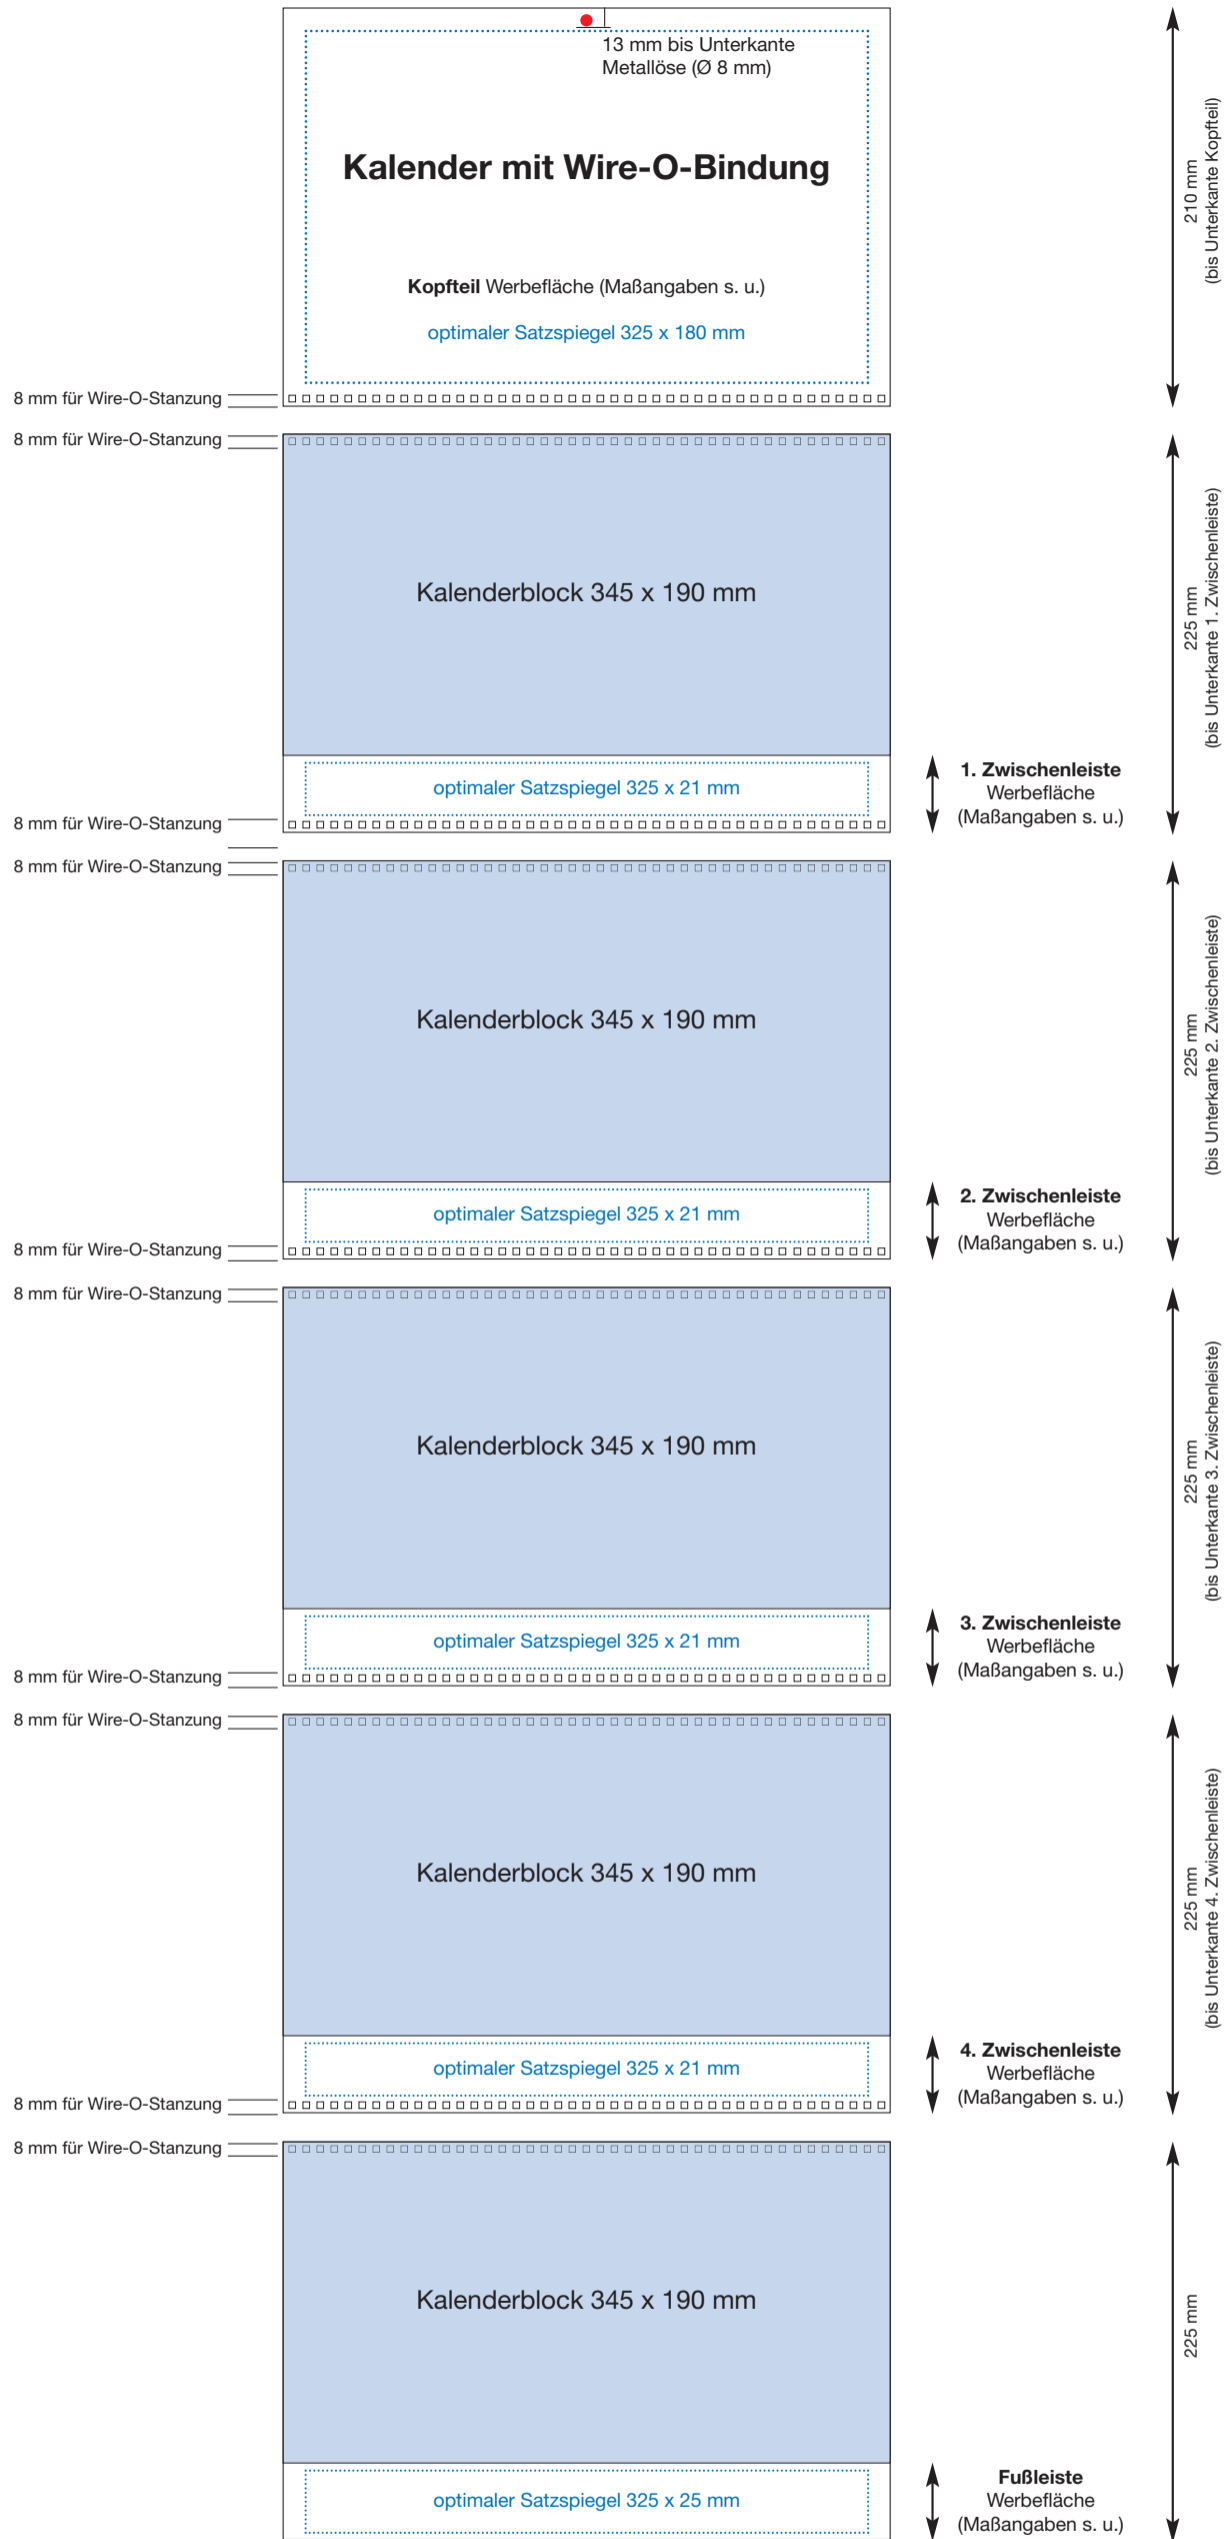 13 mm bis Unterkante
Metallöse (Ø 8 mm)
Kalender mit Wire-O-Bindung
Kopfteil Werbefläche (Maßangaben s. u.)
optimaler Satzspiegel 325 x 180 mm
210 mm
(bis Unterkante Kopfteil)
8 mm für Wire-O-Stanzung
8 mm für Wire-O-Stanzung
Kalenderblock 345 x 190 mm
225 mm
(bis Unterkante 1. Zwischenleiste)
optimaler Satzspiegel 325 x 21 mm
1. Zwischenleiste
Werbefläche
(Maßangaben s. u.)
8 mm für Wire-O-Stanzung
8 mm für Wire-O-Stanzung
Kalenderblock 345 x 190 mm
225 mm
(bis Unterkante 2. Zwischenleiste)
optimaler Satzspiegel 325 x 21 mm
2. Zwischenleiste
Werbefläche
(Maßangaben s. u.)
8 mm für Wire-O-Stanzung
8 mm für Wire-O-Stanzung
Kalenderblock 345 x 190 mm
225 mm
(bis Unterkante 3. Zwischenleiste)
optimaler Satzspiegel 325 x 21 mm
3. Zwischenleiste
Werbefläche
(Maßangaben s. u.)
8 mm für Wire-O-Stanzung
8 mm für Wire-O-Stanzung
Kalenderblock 345 x 190 mm
225 mm
(bis Unterkante 4. Zwischenleiste)
optimaler Satzspiegel 325 x 21 mm
4. Zwischenleiste
Werbefläche
(Maßangaben s. u.)
8 mm für Wire-O-Stanzung
8 mm für Wire-O-Stanzung
Kalenderblock 345 x 190 mm
225 mm
optimaler Satzspiegel 325 x 25 mm
Fußleiste
Werbefläche
(Maßangaben s. u.)